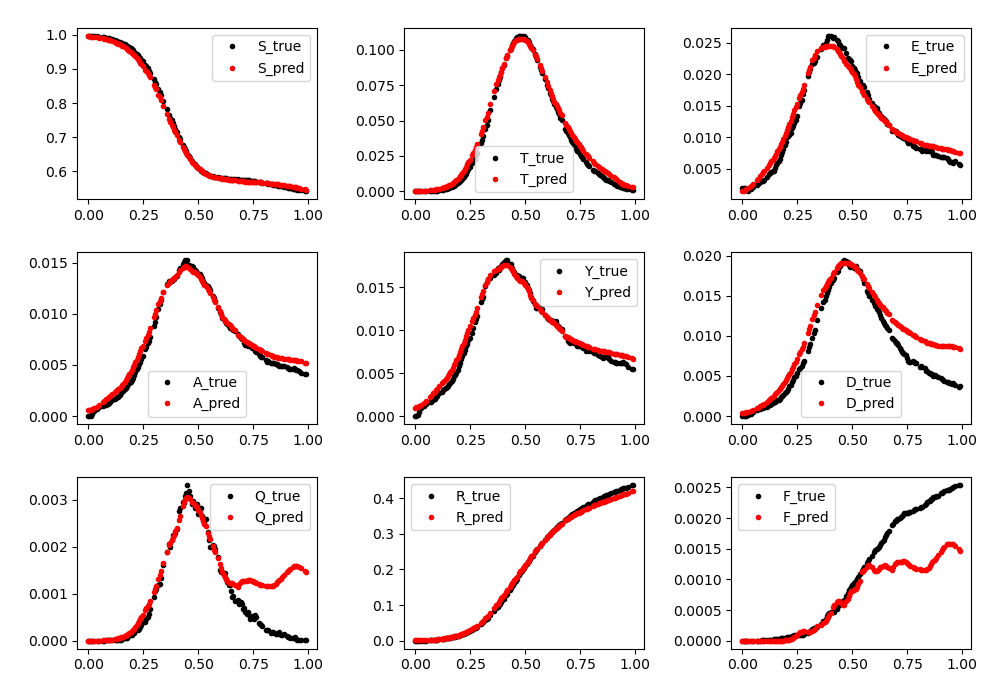 1.0
0.9
0.8
0.7
0.6
S_true
S_pred
0.00 0.25 0.50 0.75 1.00
0.100
0.075
0.050
0.025
0.000
T_true
T_pred
0.00 0.25 0.50 0.75 1.00
0.025
0.020
0.015
0.010
0.005
E_true
E_pred
0.00 0.25 0.50 0.75 1.00
0.015
0.010
0.005
0.000
A_true
A_pred
0.00 0.25 0.50 0.75 1.00
0.015
0.010
0.005
0.000
Y_true
Y_pred
0.00 0.25 0.50 0.75 1.00
0.020
0.015
0.010
0.005
0.000
D_true
D_pred
0.00 0.25 0.50 0.75 1.00
0.003
0.002
0.001
0.000
Q_true
Q_pred
0.00 0.25 0.50 0.75 1.00
0.4
0.3
0.2
0.1
0.0
R_true
R_pred
0.00 0.25 0.50 0.75 1.00
0.0025
0.0020
0.0015
0.0010
0.0005
0.0000
F_true
F_pred
0.00 0.25 0.50 0.75 1.00